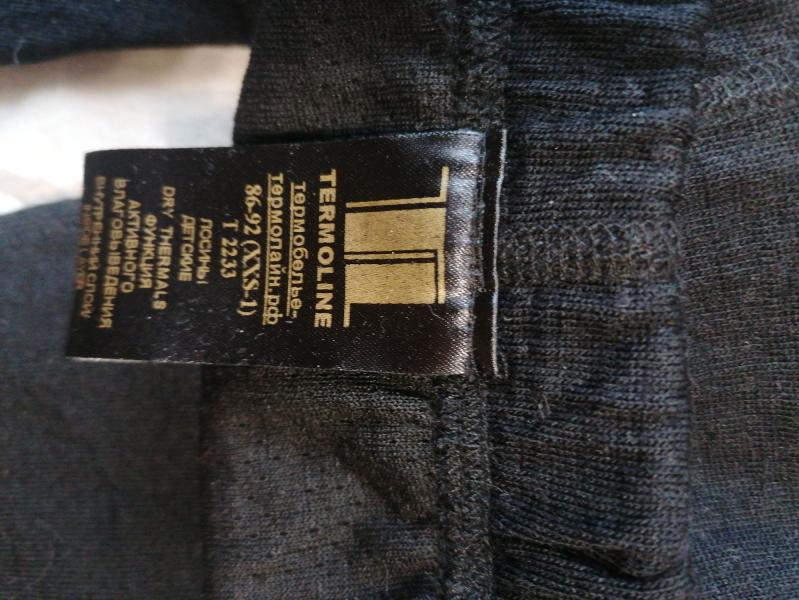 TERMOLINE
термобелье-
термолайн.рф
86-92 (XXS-1)
Т 2233
ЛОСИНЫ
ДЕТСКИЕ
DRY THERMALS
ФУНКЦИЯ
АКТИВНОГО
ВЛАГОВЫВЕДЕНИЯ
ВНУТРЕННИЙ СЛОЙ